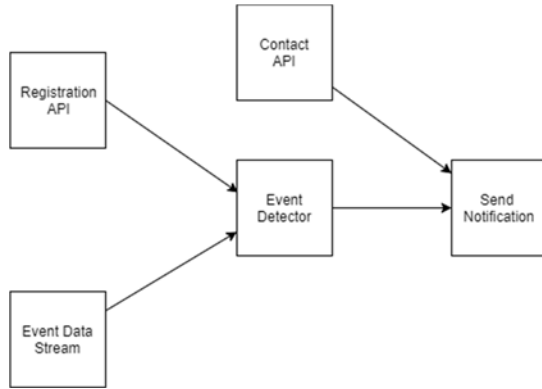 Contact
API
Registration
API
Event
Detector
Send
Notification
Event Data
Stream